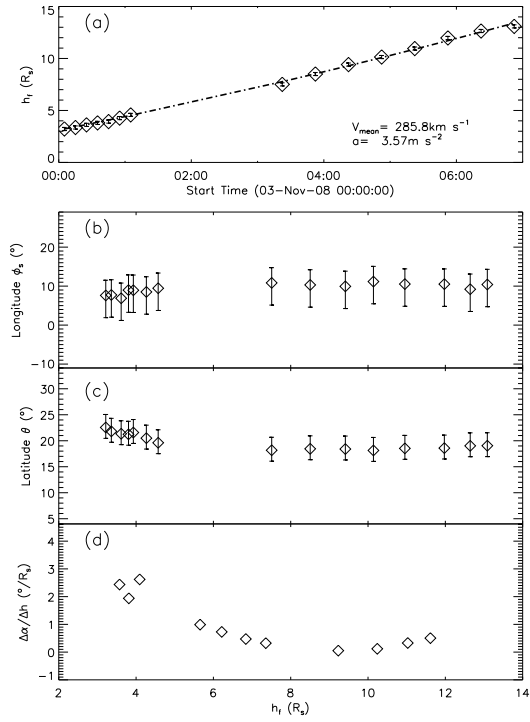 (a)
15
10
5
0
h_f (R_s)
V_mean= 285.8km s^-1
a= 3.57m s^-2
00:00 02:00 04:00 06:00
Start Time (03-Nov-08 00:00:00)
(b)
20
10
0
-10
Longitude ϕ_s (°)
(c)
30
25
20
15
10
5
Latitude θ (°)
(d)
4
3
2
1
0
-1
Δα/Δh (°/R_s)
2 4 6 8 10 12 14
h_f (R_s)